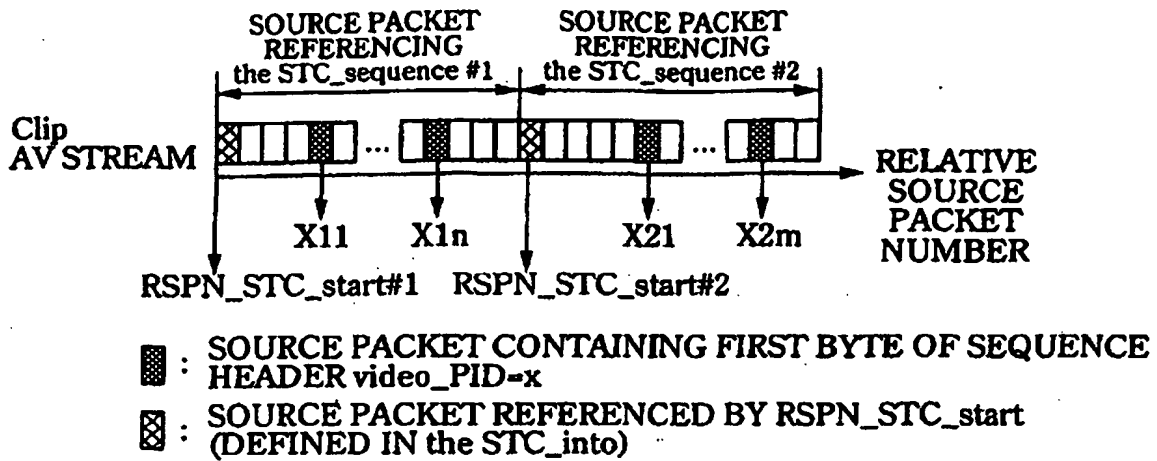 SOURCE PACKET
REFERENCING
the STC_sequence #1
SOURCE PACKET
REFERENCING
the STC_sequence #2
Clip
AV STREAM
...
...
RELATIVE
SOURCE
PACKET
NUMBER
X11
X1n
X21
X2m
RSPN_STC_start#1
RSPN_STC_start#2
: SOURCE PACKET CONTAINING FIRST BYTE OF SEQUENCE
HEADER video_PID=x
: SOURCE PACKET REFERENCED BY RSPN_STC_start
(DEFINED IN the STC_into)